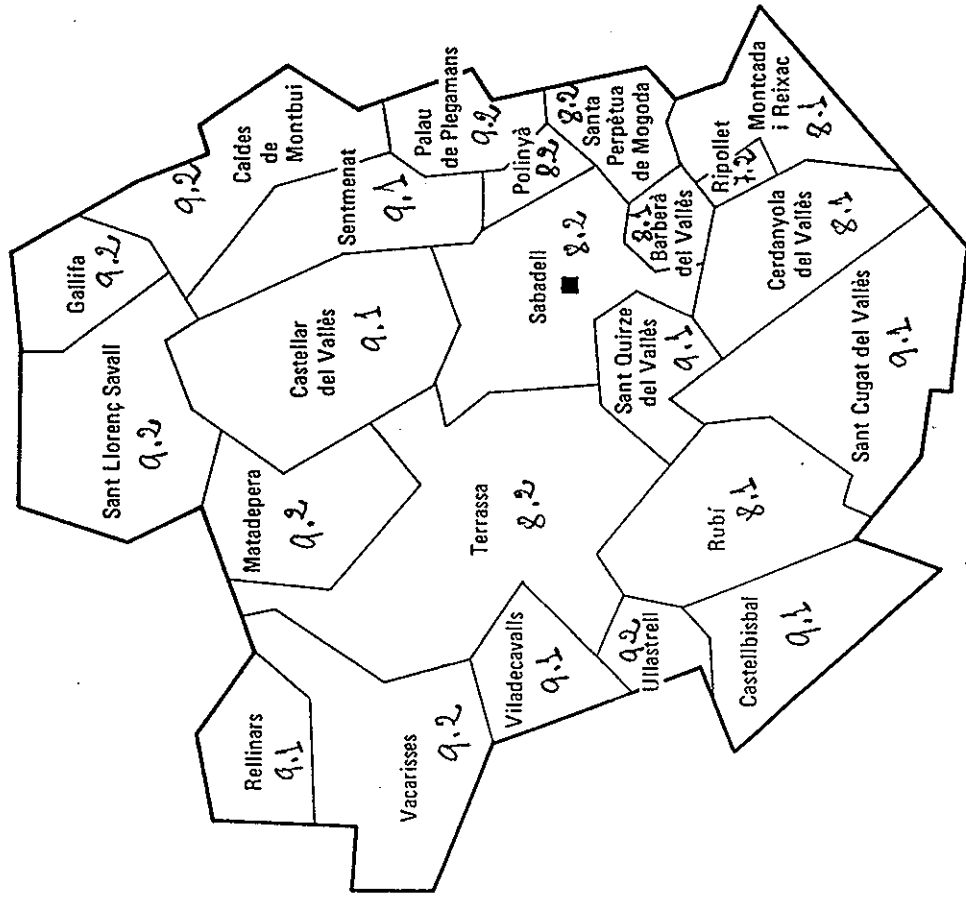 Gallifa
9.2
Sant Llorenç Savall
9.2
9.2
Caldes
de
Montbui
Matadepera
9.2
Castellar
del Vallès
9.1
Sentmenat
9.1
Palau
de Plegamans
9.2
Rellinars
9.1
Vacarisses
9.2
Terrassa
8.2
Sabadell
8.2
Polinyà
8.2
8.2
Santa
Perpètua
de Mogoda
Viladecavalls
9.1
Sant Quirze
del Vallès
9.1
8.1
i Barberà
del Vallès
Ripollet
7.2
Montcada
i Reixac
8.1
9.2
Ullastrell
Rubí
8.1
Cerdanyola
del Vallès
8.1
Castellbisbal
9.1
Sant Cugat del Vallès
9.1